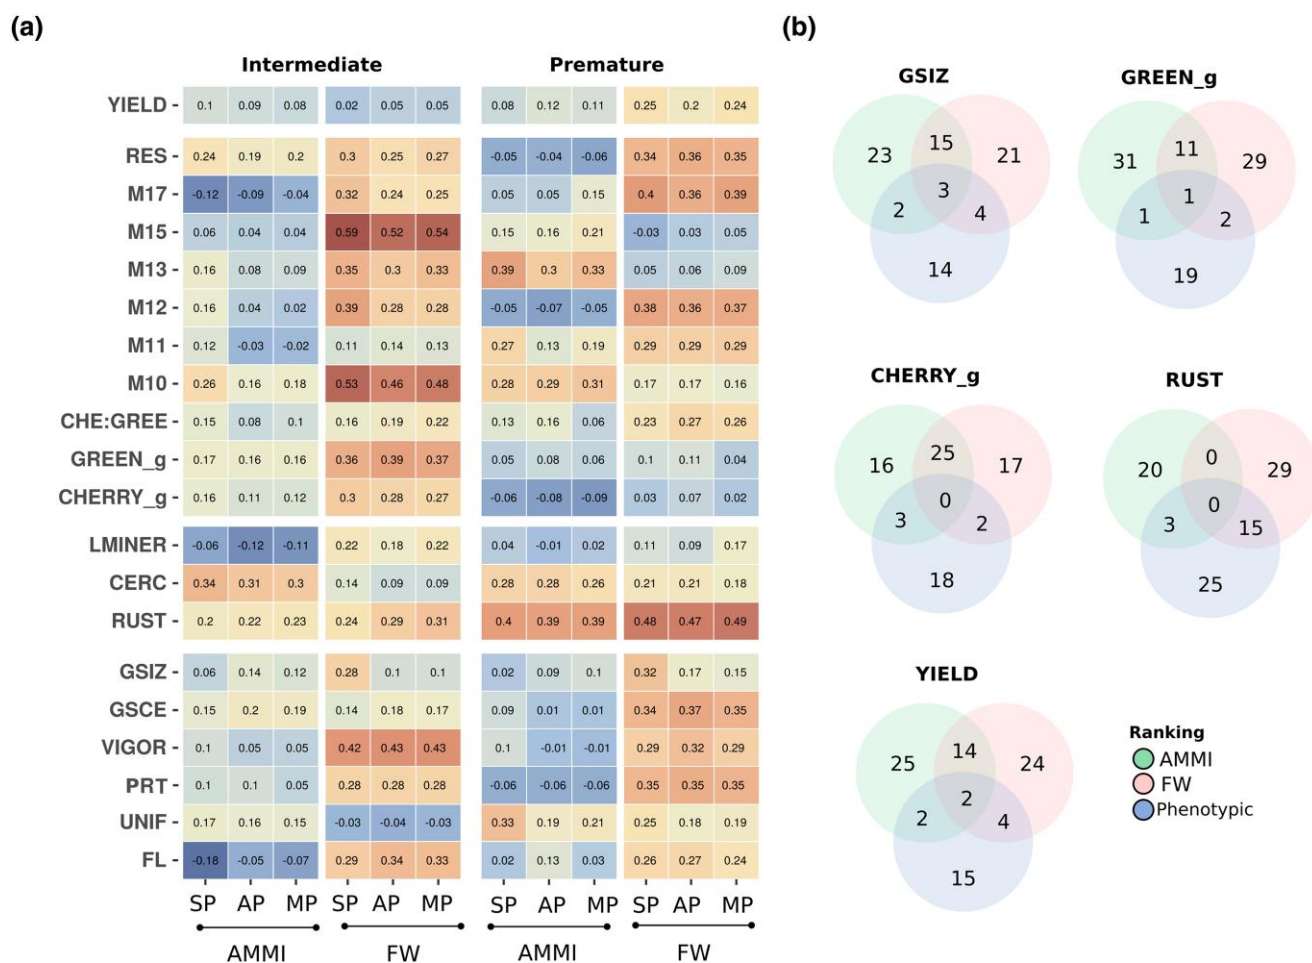 (a)
Intermediate Premature
YIELD 0.1 0.09 0.08 0.02 0.05 0.05 0.08 0.12 0.11 0.25 0.2 0.24
RES 0.24 0.19 0.2 0.3 0.25 0.27 -0.05 -0.04 -0.06 0.34 0.36 0.35
M17 -0.12 -0.09 -0.04 0.32 0.24 0.25 0.05 0.05 0.15 0.4 0.36 0.39
M15 0.06 0.04 0.04 0.59 0.52 0.54 0.15 0.16 0.21 -0.03 0.03 0.05
M13 0.16 0.08 0.09 0.35 0.3 0.33 0.39 0.3 0.33 0.05 0.06 0.09
M12 0.16 0.04 0.02 0.39 0.28 0.28 -0.05 -0.07 -0.05 0.38 0.36 0.37
M11 0.12 -0.03 -0.02 0.11 0.14 0.13 0.27 0.13 0.19 0.29 0.29 0.29
M10 0.26 0.16 0.18 0.53 0.46 0.48 0.28 0.29 0.31 0.17 0.17 0.16
CHE:GREE 0.15 0.08 0.1 0.16 0.19 0.22 0.13 0.16 0.06 0.23 0.27 0.26
GREEN_g 0.17 0.16 0.16 0.36 0.39 0.37 0.05 0.08 0.06 0.1 0.11 0.04
CHERRY_g 0.16 0.11 0.12 0.3 0.28 0.27 -0.06 -0.08 -0.09 0.03 0.07 0.02
LMINER -0.06 -0.12 -0.11 0.22 0.18 0.22 0.04 -0.01 0.02 0.11 0.09 0.17
CERC 0.34 0.31 0.3 0.14 0.09 0.09 0.28 0.28 0.26 0.21 0.21 0.18
RUST 0.2 0.22 0.23 0.24 0.29 0.31 0.4 0.39 0.39 0.48 0.47 0.49
GSIZ 0.06 0.14 0.12 0.28 0.1 0.1 0.02 0.09 0.1 0.32 0.17 0.15
GSCE 0.15 0.2 0.19 0.14 0.18 0.17 0.09 0.01 0.01 0.34 0.37 0.35
VIGOR 0.1 0.05 0.05 0.42 0.43 0.43 0.1 -0.01 -0.01 0.29 0.32 0.29
PRT 0.1 0.1 0.05 0.28 0.28 0.28 -0.06 -0.06 -0.06 0.35 0.35 0.35
UNIF 0.17 0.16 0.15 -0.03 -0.04 -0.03 0.33 0.19 0.21 0.25 0.18 0.19
FL -0.18 -0.05 -0.07 0.29 0.34 0.33 0.02 0.13 0.03 0.26 0.27 0.24
SP AP MP SP AP MP SP AP MP SP AP MP
AMMI FW AMMI FW
(b)
GSIZ
23 15 21
3
2 4
14
GREEN_g
31 11 29
1
1 2
19
CHERRY_g
16 25 17
0
3 2
18
RUST
20 0 29
0
3 15
25
YIELD
25 14 24
2
2 4
15
Ranking
AMMI
FW
Phenotypic